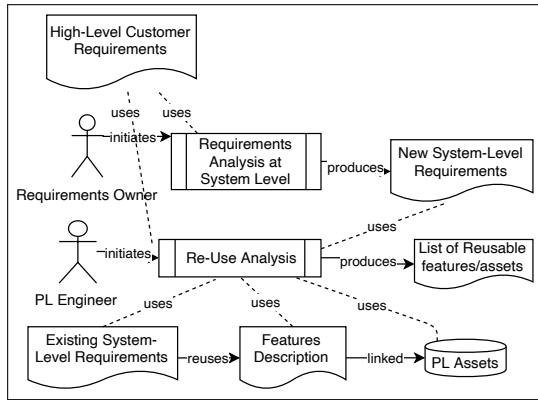 High-Level Customer
Requirements
uses
uses
initiates
Requirements
Analysis at
System Level
produces
New System-Level
Requirements
Requirements Owner
uses
initiates
Re-Use Analysis
produces
List of Reusable
features/assets
PL Engineer
uses
uses
uses
Existing System-
Level Requirements
reuses
Features
Description
linked
PL Assets